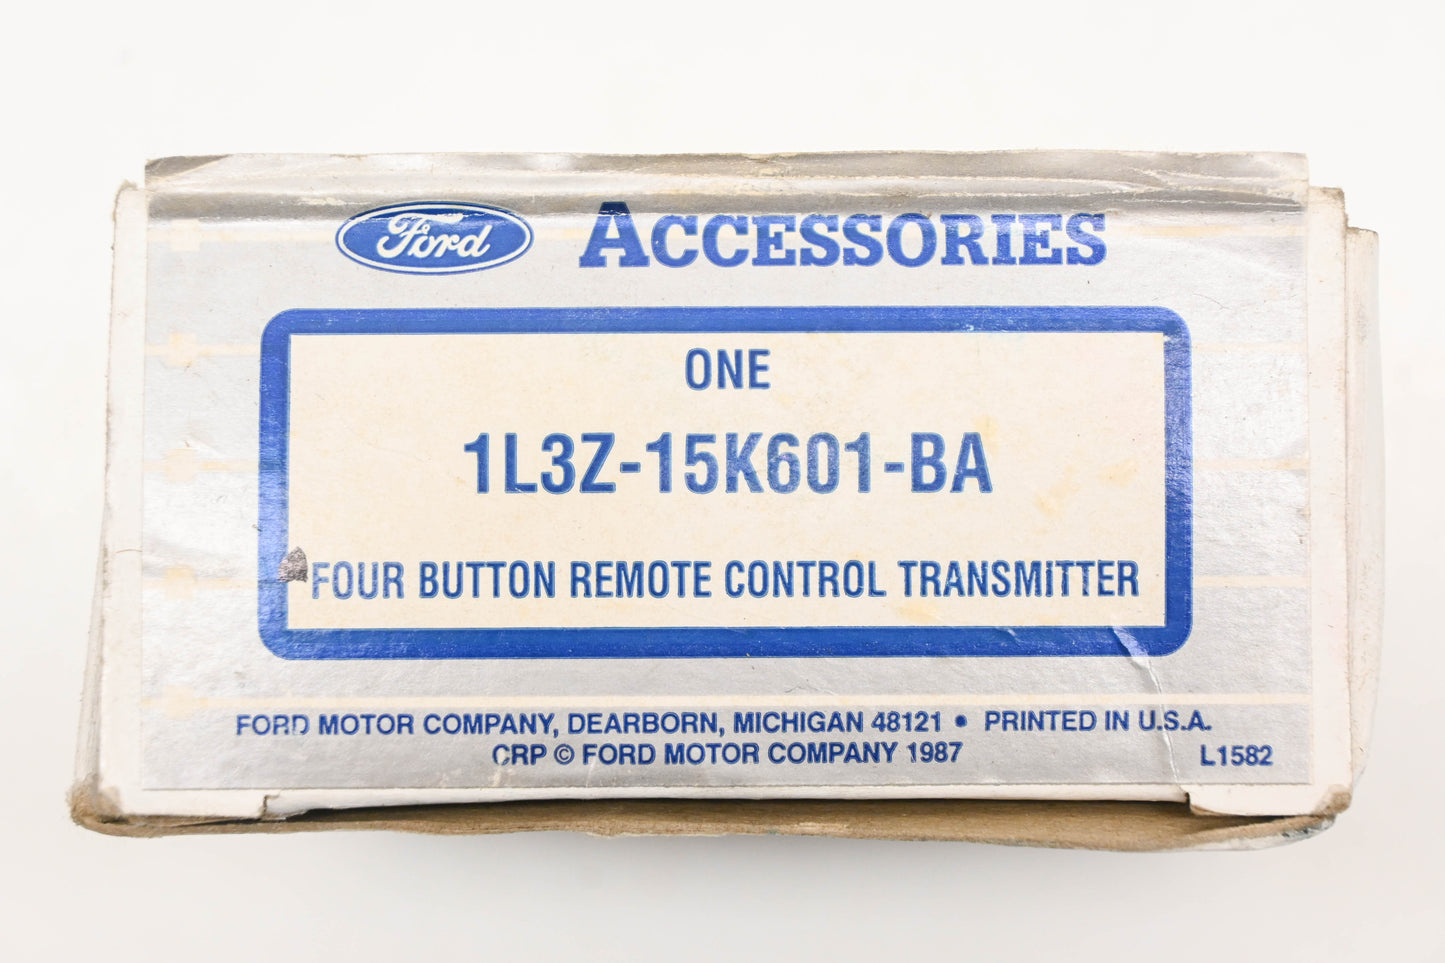 Ford ACCESSORIES
ONE
1L3Z-15K601-BA
FOUR BUTTON REMOTE CONTROL TRANSMITTER
FORD MOTOR COMPANY, DEARBORN, MICHIGAN 48121 • PRINTED IN U.S.A.
CRP © FORD MOTOR COMPANY 1987
L1582